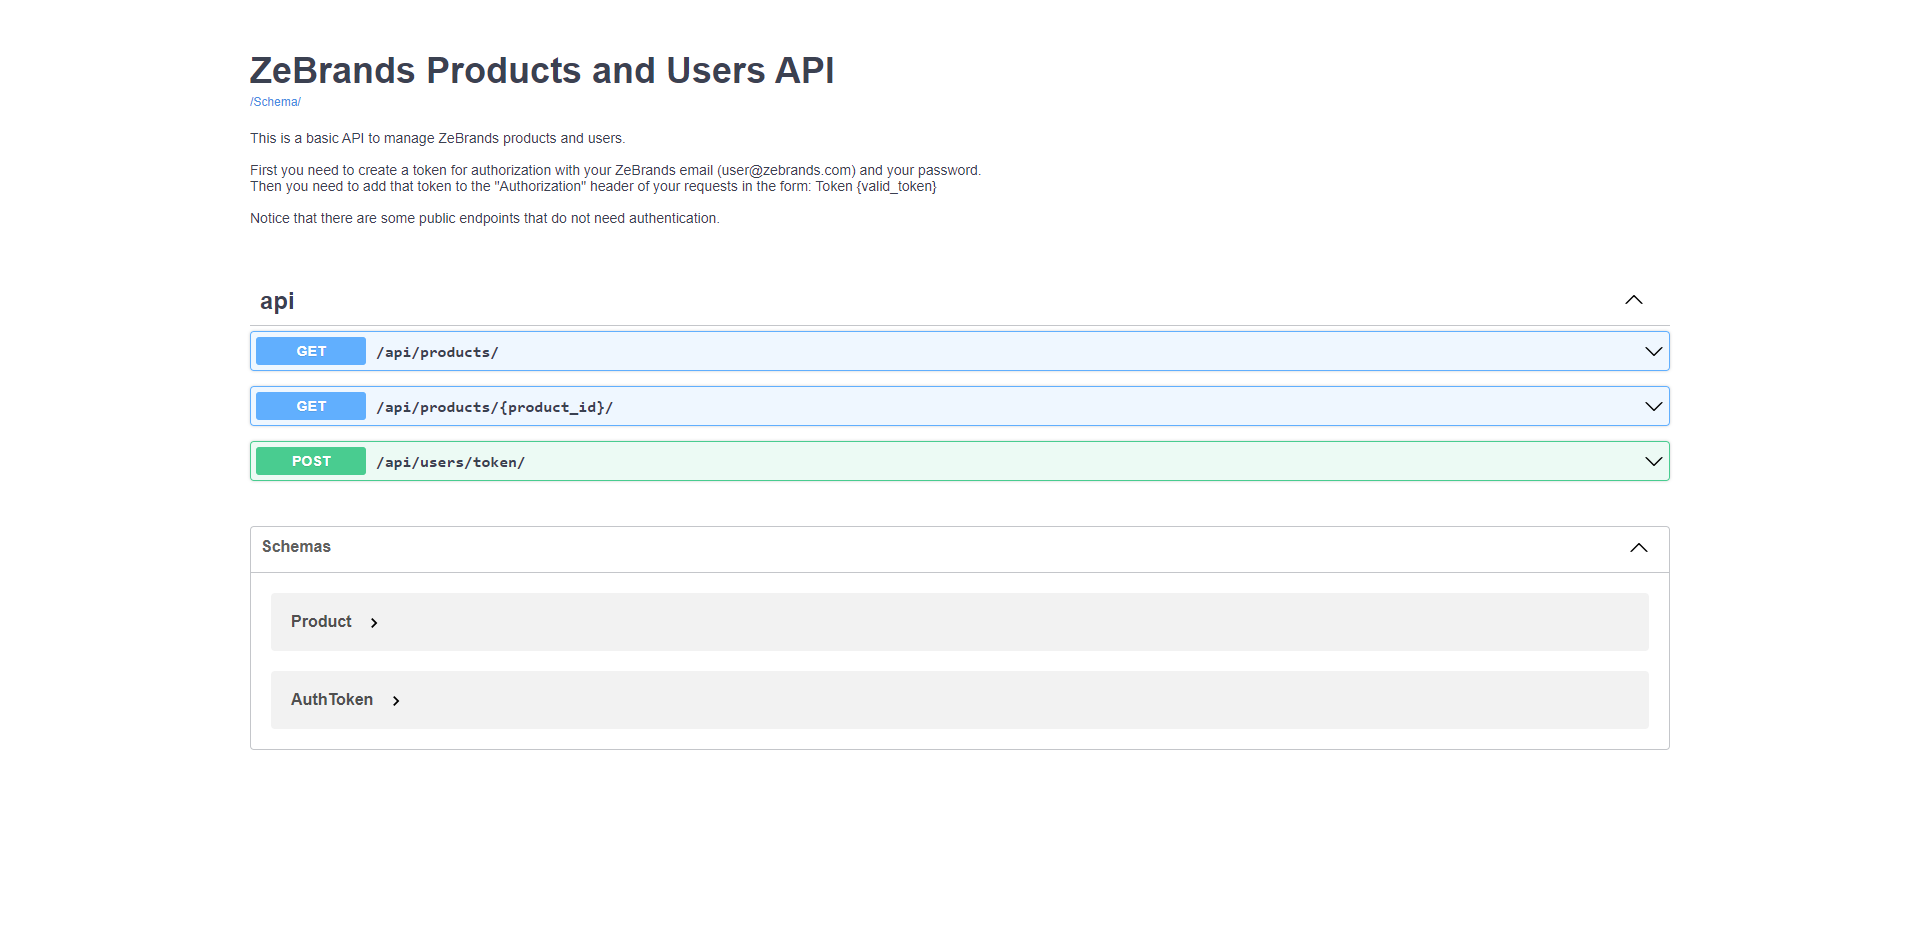 ZeBrands Products and Users API
/Schema/
This is a basic API to manage ZeBrands products and users.
First you need to create a token for authorization with your ZeBrands email (user@zebrands.com) and your password.
Then you need to add that token to the "Authorization" header of your requests in the form: Token {valid_token}
Notice that there are some public endpoints that do not need authentication.
api
GET /api/products/
GET /api/products/{product_id}/
POST /api/users/token/
Schemas
Product
AuthToken